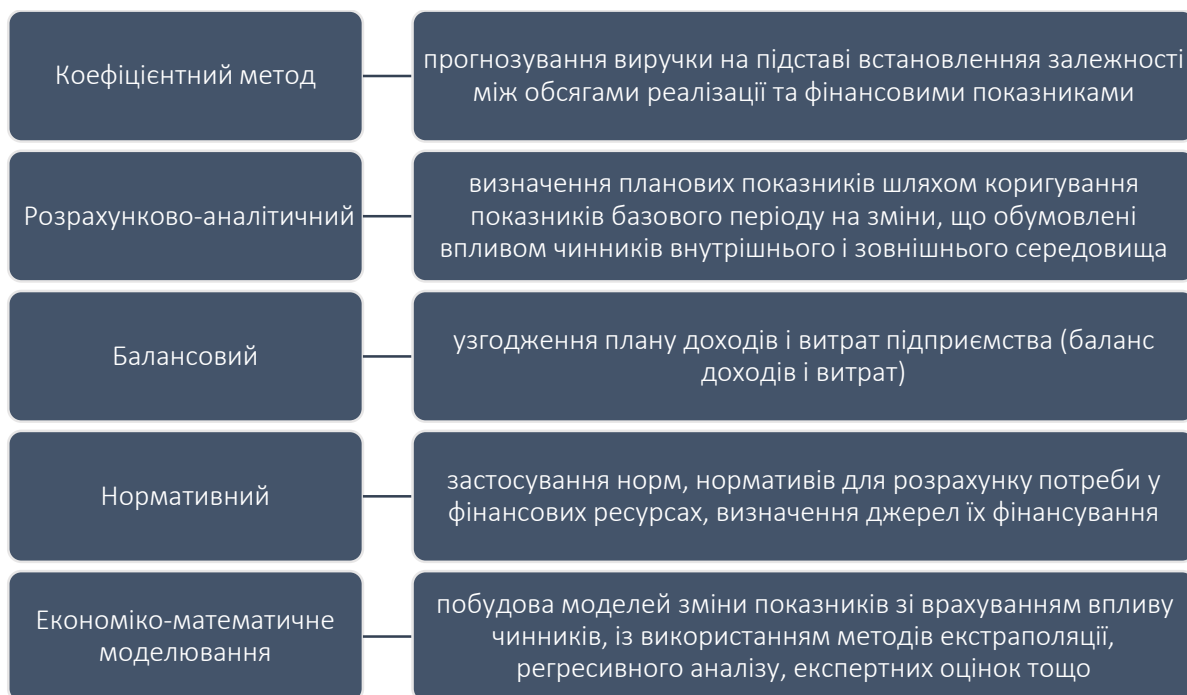 Коефіцієнтний метод
прогнозування виручки на підставі встановленняя залежності
між обсягами реалізації та фінансовими показниками
Розрахунково-аналітичний
визначення планових показників шляхом коригування
показників базового періоду на зміни, що обумовлені
впливом чинників внутрішнього і зовнішнього середовища
Балансовий
узгодження плану доходів і витрат підприємства (баланс
доходів і витрат)
Нормативний
застосування норм, нормативів для розрахунку потреби у
фінансових ресурсах, визначення джерел їх фінансування
Економіко-математичне
моделювання
побудова моделей зміни показників зі врахуванням впливу
чинників, із використанням методів екстраполяції,
регресивного аналізу, експертних оцінок тощо